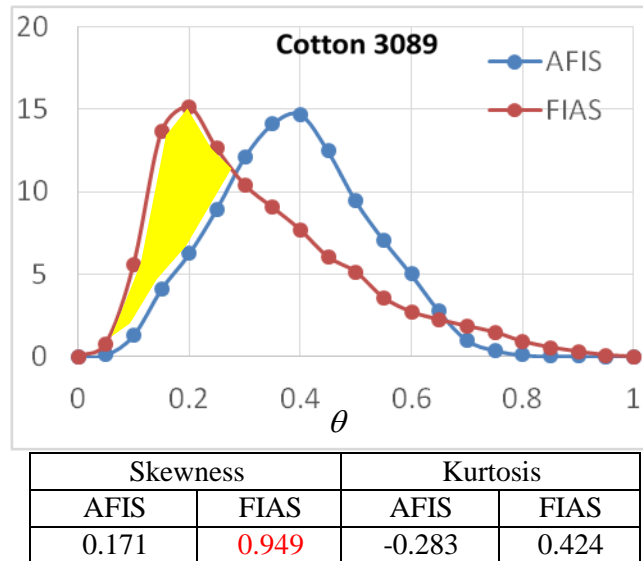 20
Cotton 3089
AFIS
FIAS
15
10
5
0
0 0.2 0.4 0.6 0.8 1
θ
Skewness Kurtosis
AFIS FIAS AFIS FIAS
0.171 0.949 -0.283 0.424